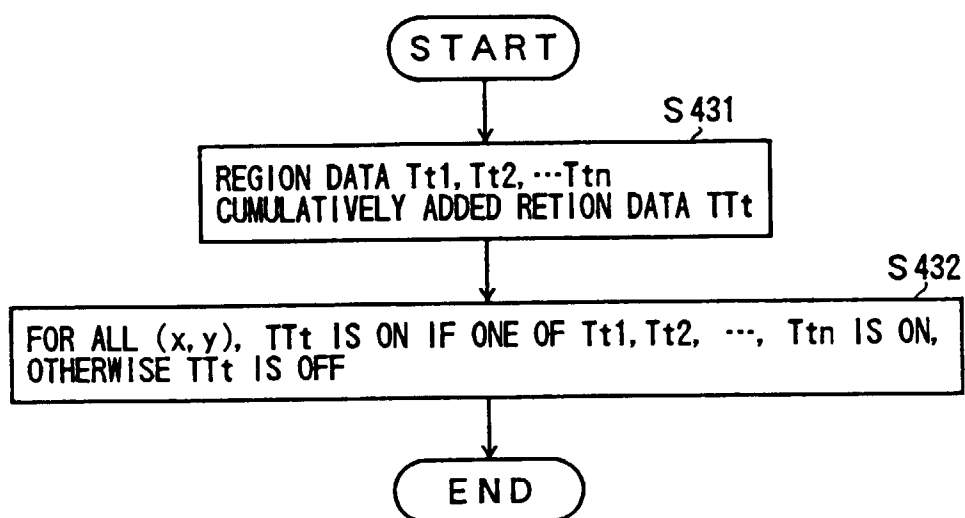 START
S431
REGION DATA Tt1, Tt2, ⋯Ttn
CUMULATIVELY ADDED RETION DATA TTt
S432
FOR ALL (x, y), TTt IS ON IF ONE OF Tt1, Tt2, ⋯, Ttn IS ON,
OTHERWISE TTt IS OFF
END